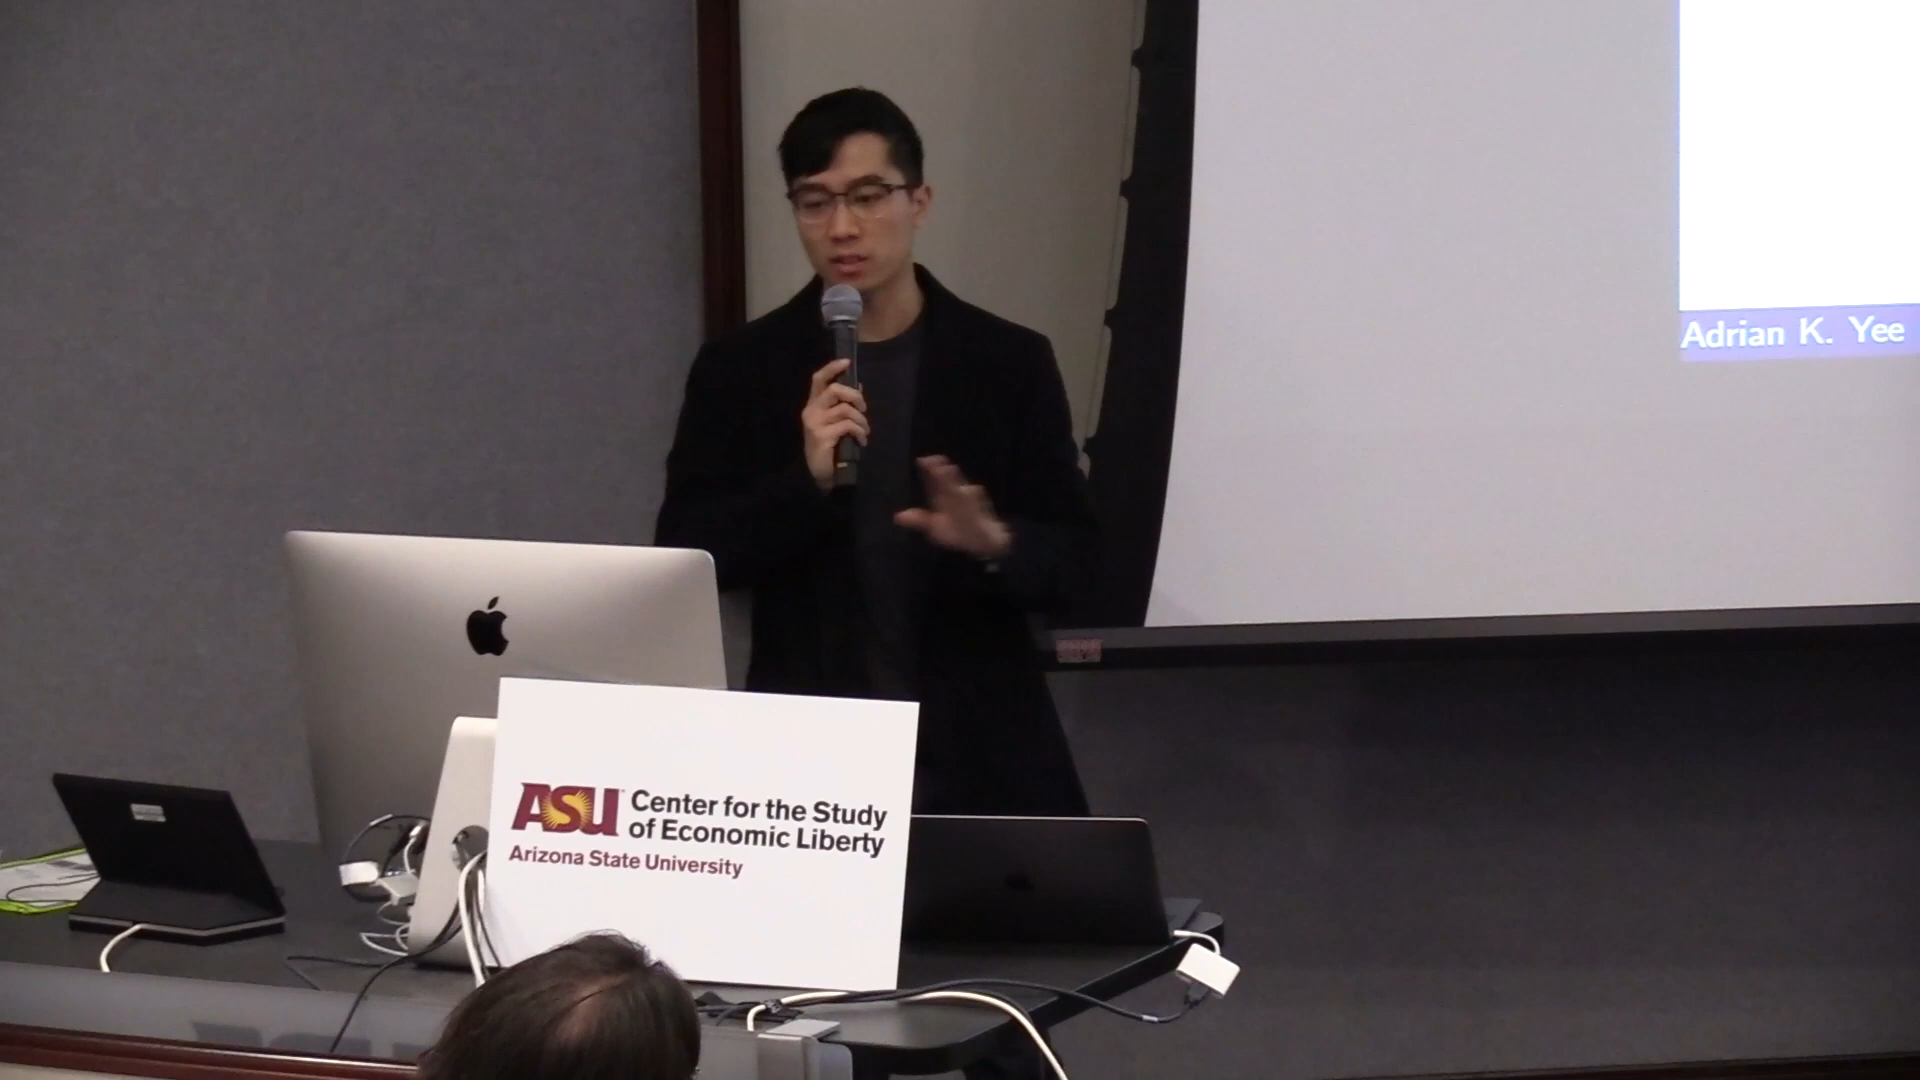 Adrian K. Yee
ASU Center for the Study
of Economic Liberty
Arizona State University